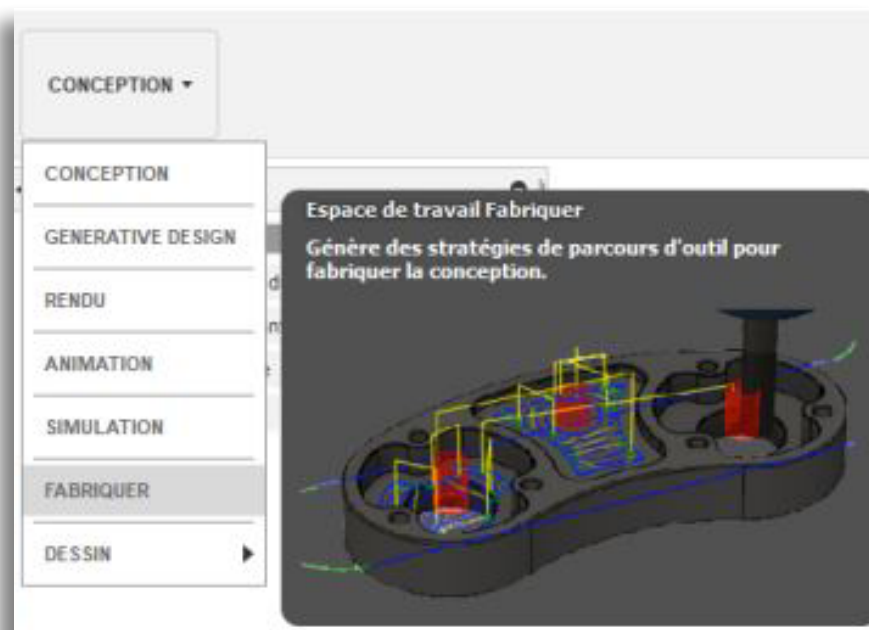 CONCEPTION
CONCEPTION
GENERATIVE DESIGN
RENDU
ANIMATION
SIMULATION
FABRIQUER
DESSIN
Espace de travail Fabriquer
Génère des stratégies de parcours d'outil pour
fabriquer la conception.